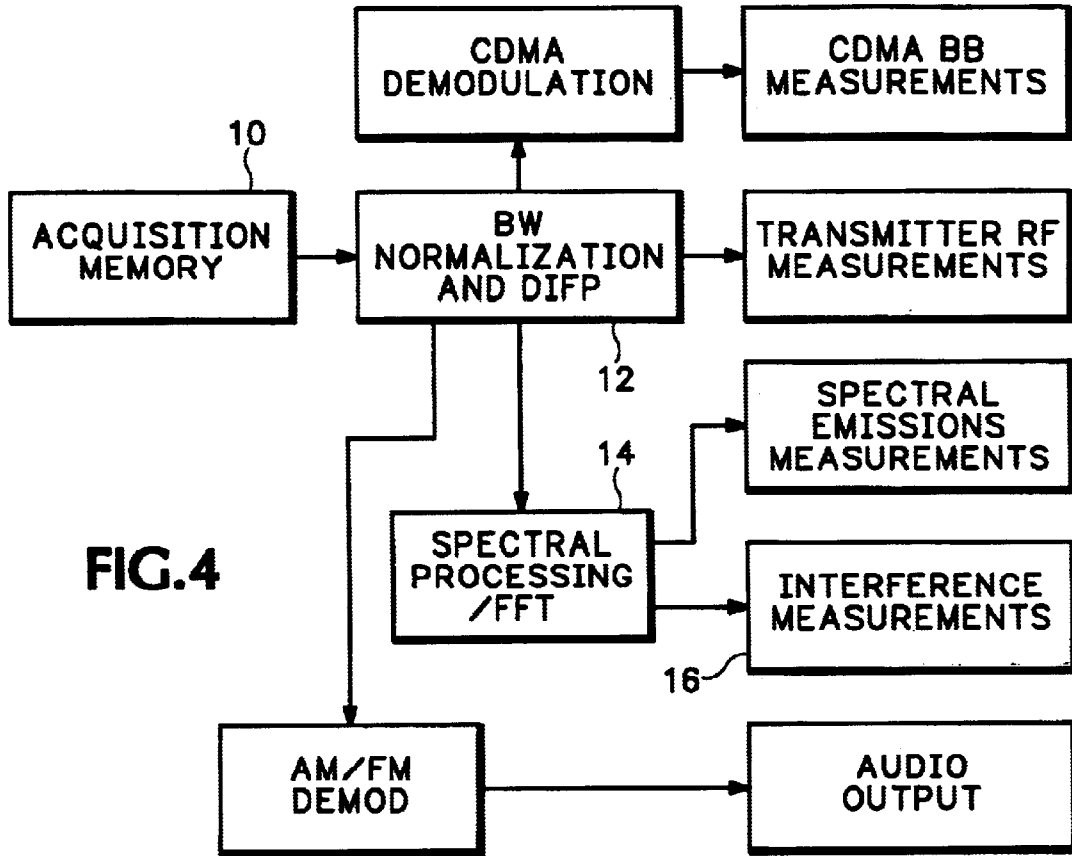 CDMA
DEMODULATION
CDMA BB
MEASUREMENTS
10
ACQUISITION
MEMORY
BW
NORMALIZATION
AND DIFP
12
TRANSMITTER RF
MEASUREMENTS
SPECTRAL
EMISSIONS
MEASUREMENTS
14
SPECTRAL
PROCESSING
/FFT
FIG.4
INTERFERENCE
MEASUREMENTS
16
AM/FM
DEMOD
AUDIO
OUTPUT